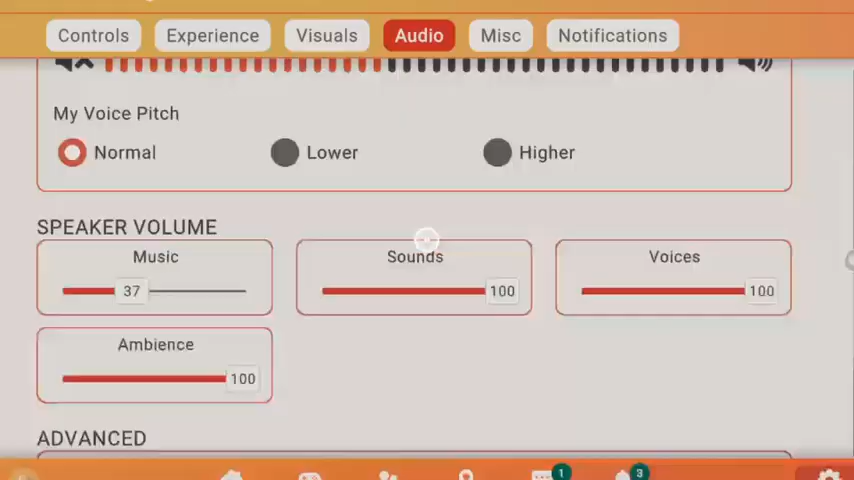 Controls Experience Visuals Audio Misc Notifications
My Voice Pitch
Normal Lower Higher
SPEAKER VOLUME
Music Sounds Voices
37 100 100
Ambience
100
ADVANCED
1 3